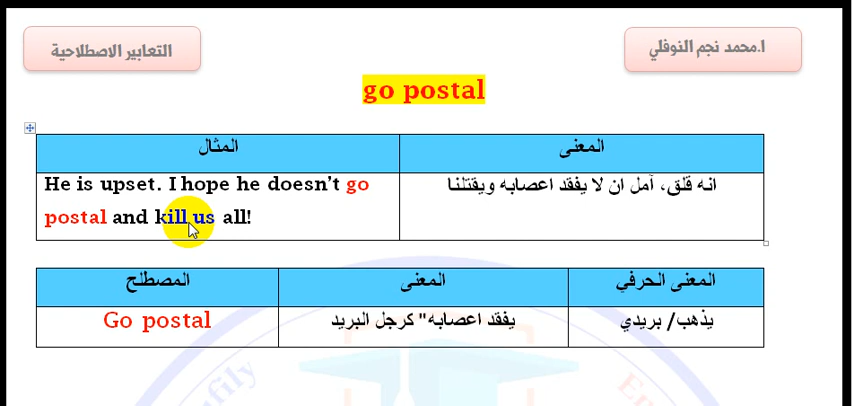 ا.محمد نجم النوفلي
التعابير الاصطلاحية
go postal
المعنى
المثال
انه قلق، آمل ان لا يفقد اعصابه ويقتلنا
He is upset. I hope he doesn't go
postal and kill us all!
المعنى الحرفي
المعنى
المصطلح
يذهب/ بريدي
يفقد اعصابه" كرجل البريد
Go postal